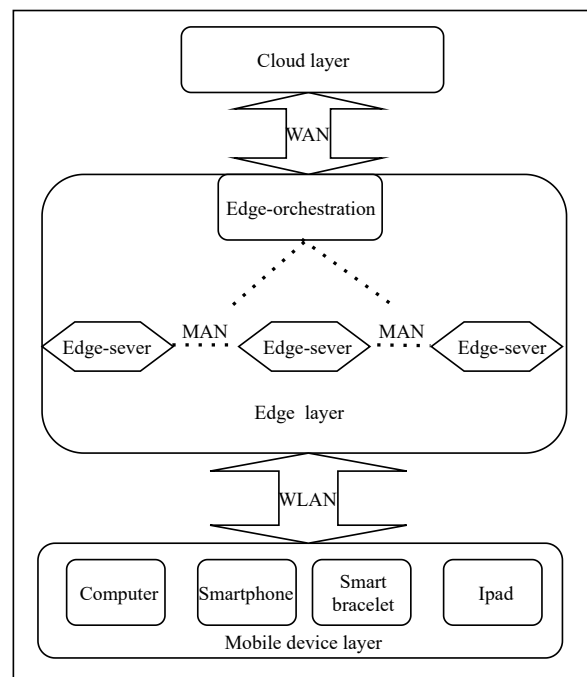 Cloud layer
WAN
Edge-orchestration
MAN
MAN
Edge-sever
Edge-sever
Edge-sever
Edge layer
WLAN
Computer
Smartphone
Smart
bracelet
Ipad
Mobile device layer